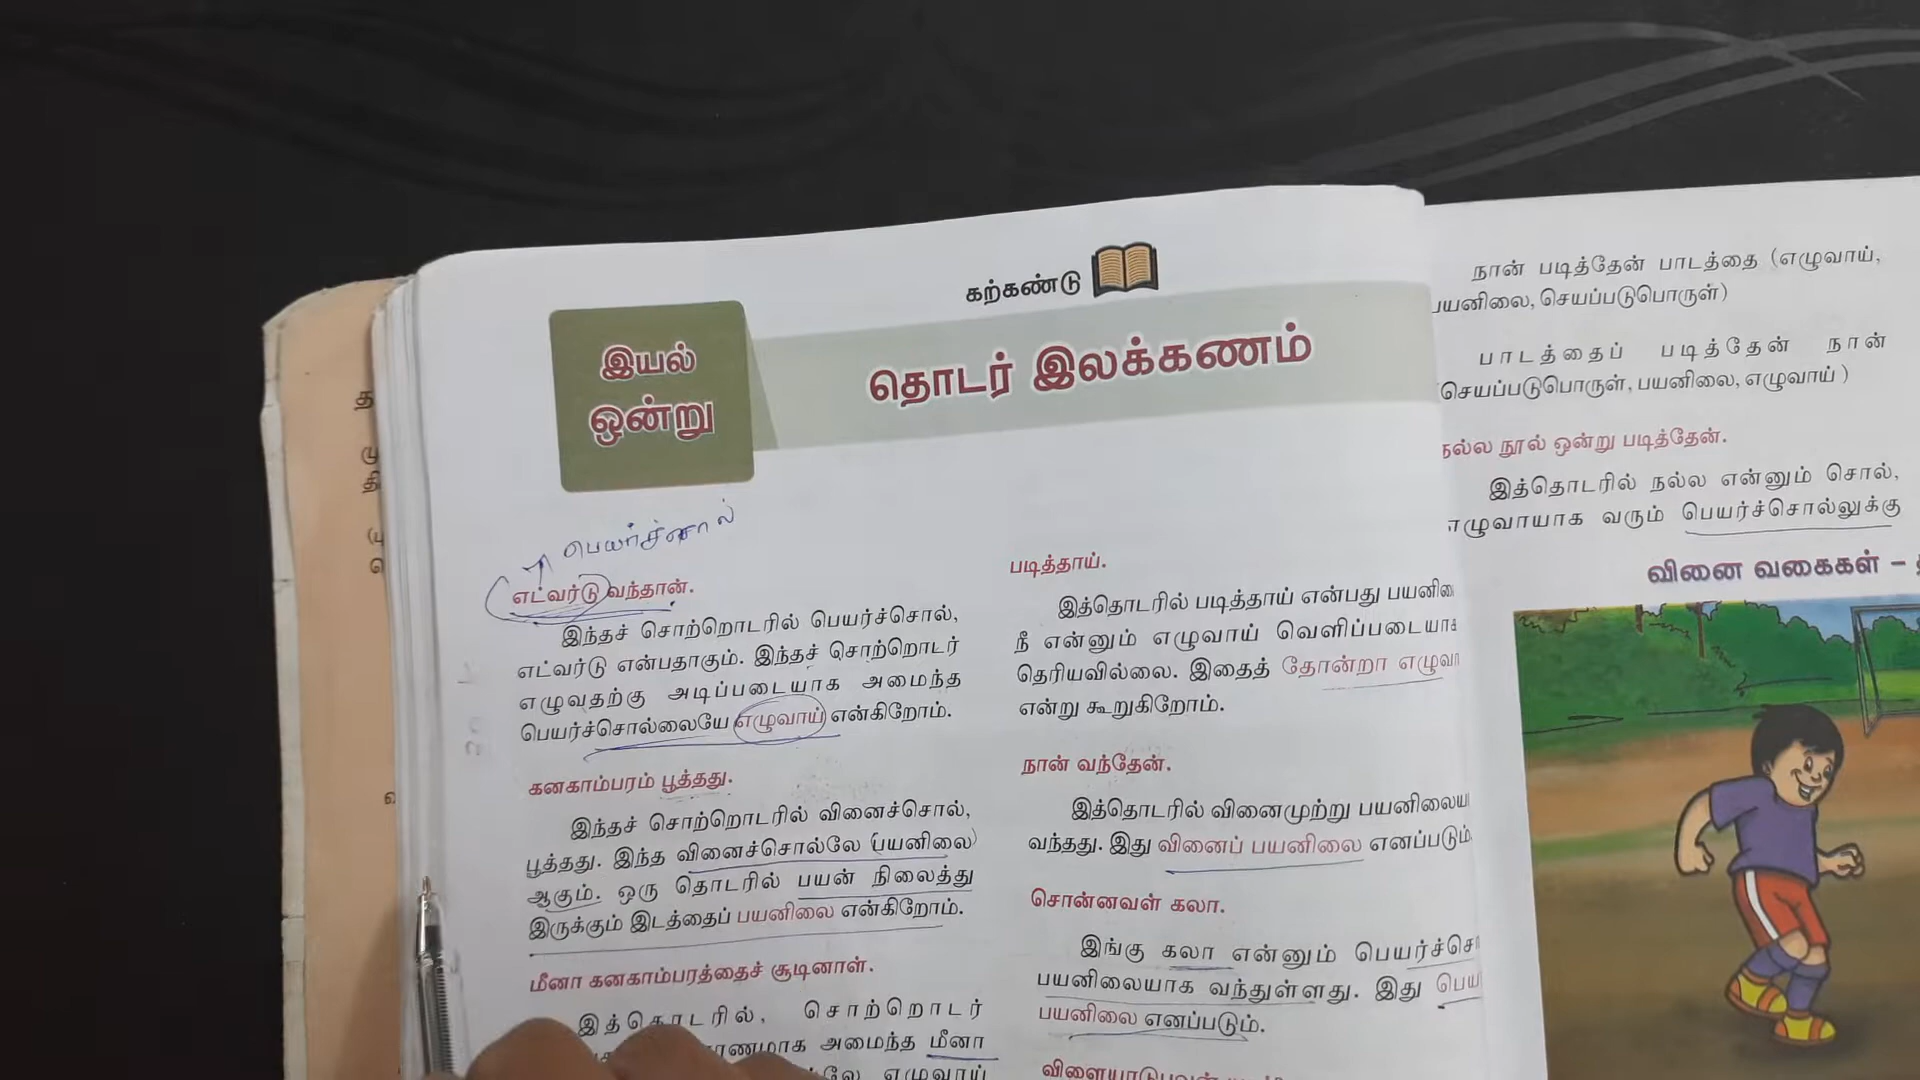 கற்கண்டு
இயல்
ஒன்று
தொடர் இலக்கணம்
பெயர்ச்சொல்
எட்வர்டு வந்தான்.
இந்தச் சொற்றொடரில் பெயர்ச்சொல்,
எட்வர்டு என்பதாகும். இந்தச் சொற்றொடர்
எழுவதற்கு அடிப்படையாக அமைந்த
பெயர்ச்சொல்லையே எழுவாய் என்கிறோம்.
கனகாம்பரம் பூத்தது.
இந்தச் சொற்றொடரில் வினைச்சொல்,
பூத்தது. இந்த வினைச்சொல்லே (பயனிலை)
ஆகும். ஒரு தொடரில் பயன் நிலைத்து
இருக்கும் இடத்தைப் பயனிலை என்கிறோம்.
மீனா கனகாம்பரத்தைச் சூடினாள்.
இத்தொடரில், சொற்றொடர்
அமைந்த மீனா
எழுவாய்
படித்தாய்.
இத்தொடரில் படித்தாய் என்பது
நீ என்னும் எழுவாய்
தெரியவில்லை. இதைத் தோன்றா
என்று கூறுகிறோம்.
நான் வந்தேன்.
இத்தொடரில் வினைமுற்று
வந்தது. இது வினைப் பயனிலை எனப்படும்
சொன்னவள் கலா.
இங்கு கலா என்னும்
பயனிலையாக வந்துள்ளது. இது
பயனிலை எனப்படும்.
நான் படித்தேன் பாடத்தை (எழுவாய்,
பயனிலை, செயப்படுபொருள்)
பாடத்தைப் படித்தேன் நான்
(செயப்படுபொருள், பயனிலை, எழுவாய் )
நல்ல நூல் ஒன்று படித்தேன்.
இத்தொடரில் நல்ல என்னும் சொல்,
எழுவாயாக வரும் பெயர்ச்சொல்லுக்கு
வினை வகைகள் –